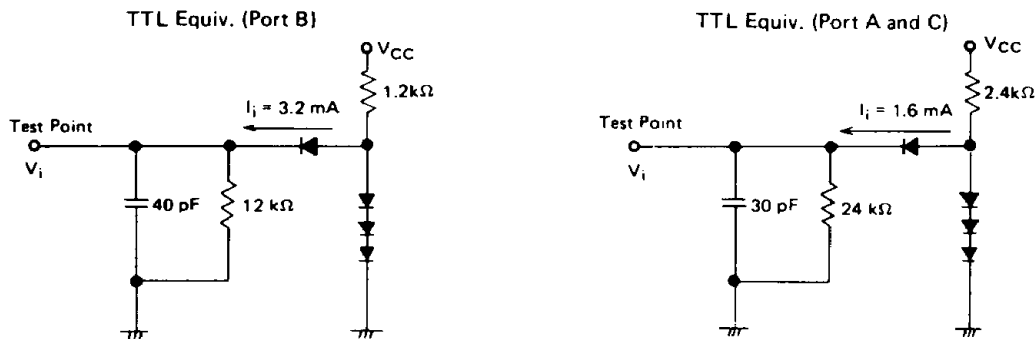 TTL Equiv. (Port B)
VCC
1.2kΩ
Ii = 3.2 mA
Test Point
Vi
40 pF
12 kΩ
TTL Equiv. (Port A and C)
VCC
2.4kΩ
Ii = 1.6 mA
Test Point
Vi
30 pF
24 kΩ